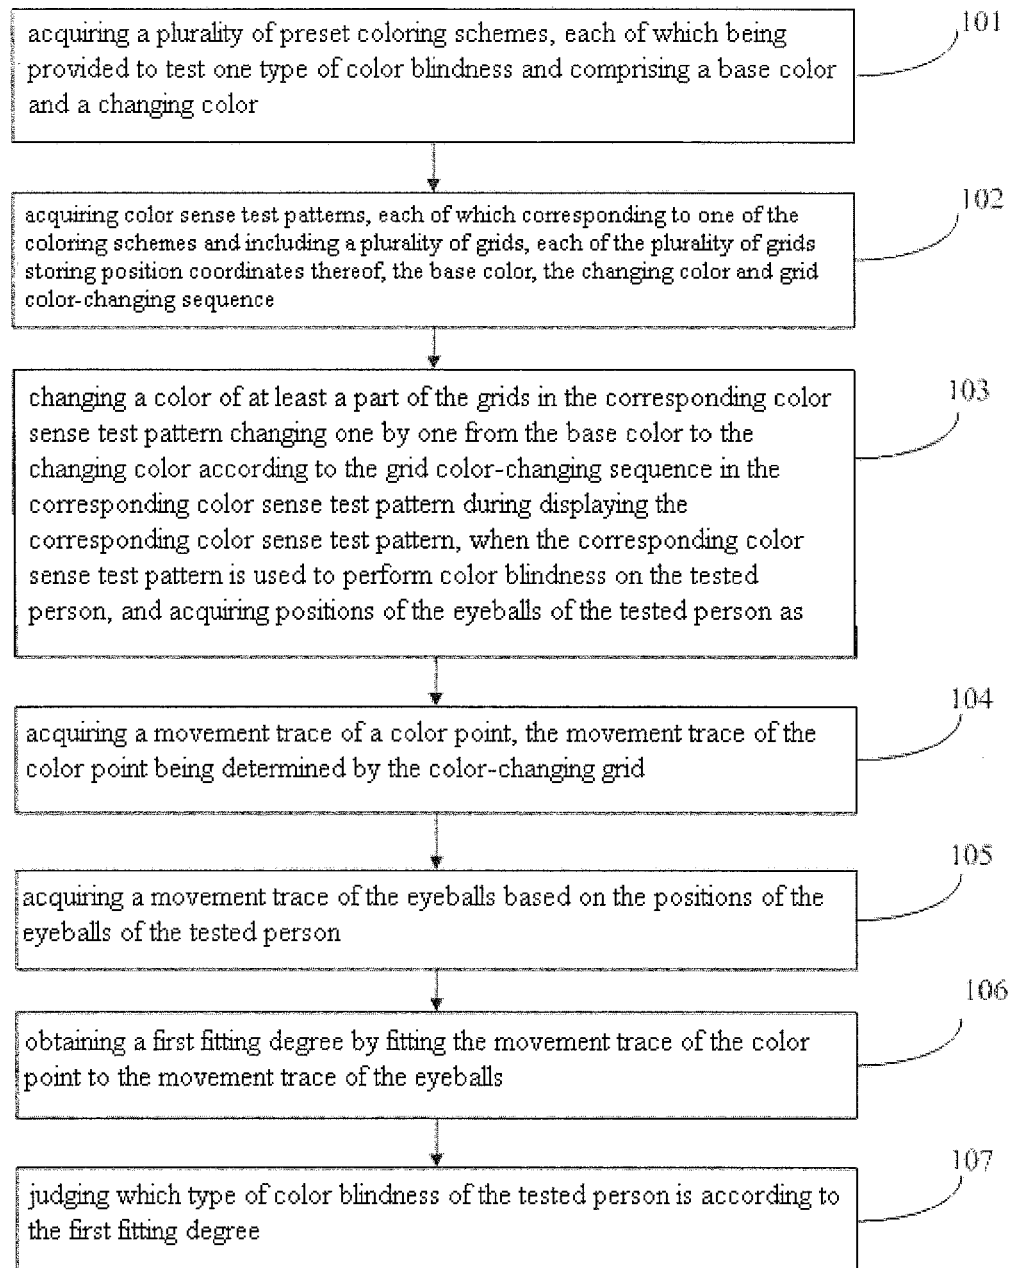 acquiring a plurality of preset coloring schemes, each of which being
provided to test one type of color blindness and comprising a base color
and a changing color
101
acquiring color sense test patterns, each of which corresponding to one of the
coloring schemes and including a plurality of grids, each of the plurality of grids
storing position coordinates thereof, the base color, the changing color and grid
color-changing sequence
102
changing a color of at least a part of the grids in the corresponding color
sense test pattern changing one by one from the base color to the
changing color according to the grid color-changing sequence in the
corresponding color sense test pattern during displaying the
corresponding color sense test pattern, when the corresponding color
sense test pattern is used to perform color blindness on the tested
person, and acquiring positions of the eyeballs of the tested person as
103
acquiring a movement trace of a color point, the movement trace of the
color point being determined by the color-changing grid
104
acquiring a movement trace of the eyeballs based on the positions of the
eyeballs of the tested person
105
obtaining a first fitting degree by fitting the movement trace of the color
point to the movement trace of the eyeballs
106
judging which type of color blindness of the tested person is according to
the first fitting degree
107